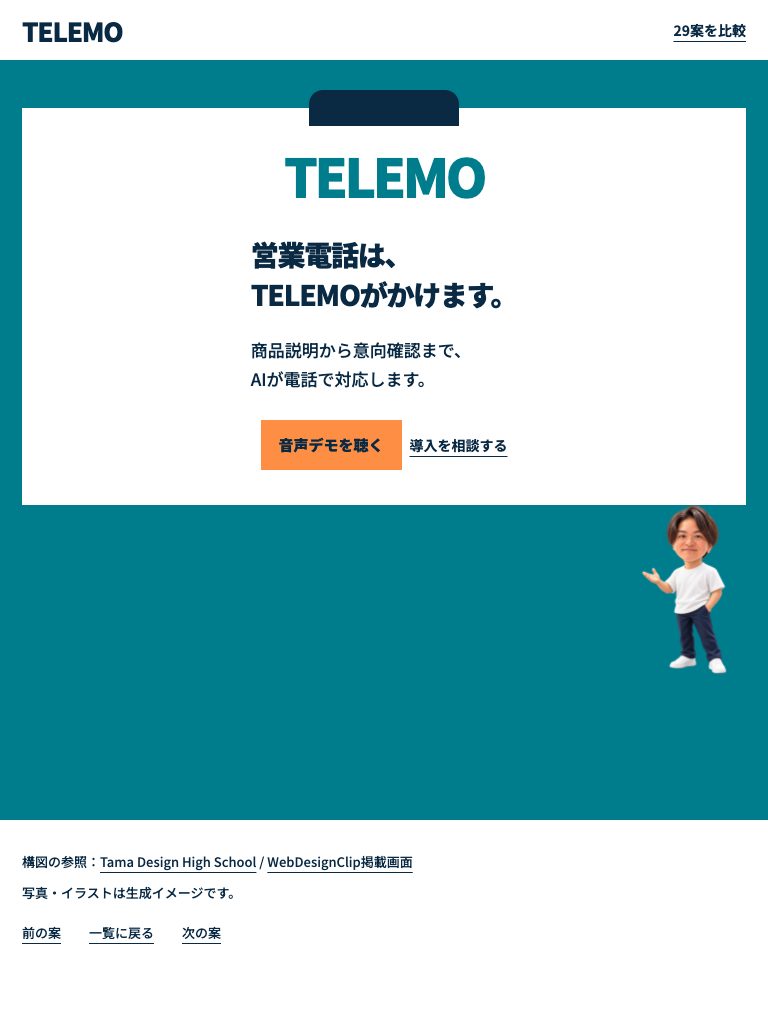 TELEMO
29案を比較
TELEMO
営業電話は、
TELEMOがかけます。
商品説明から意向確認まで、
AIが電話で対応します。
音声デモを聴く 導入を相談する
構図の参照：Tama Design High School / WebDesignClip掲載画面
写真・イラストは生成イメージです。
前の案 一覧に戻る 次の案